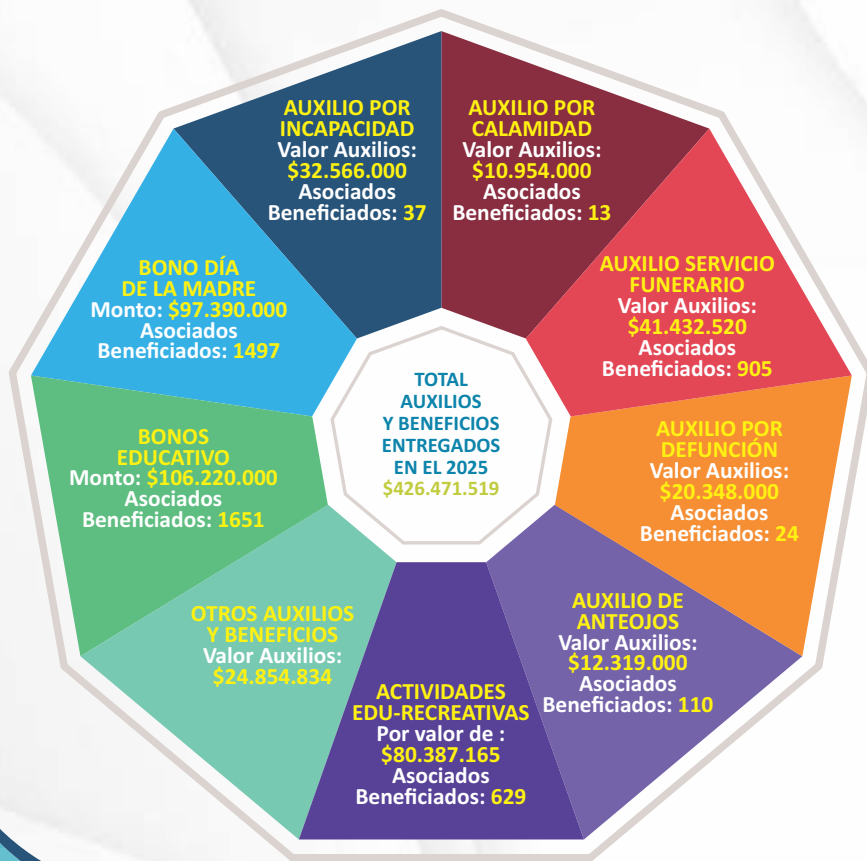 AUXILIO POR
INCAPACIDAD
Valor Auxilios:
$32.566.000
Asociados
Beneficiados: 37
AUXILIO POR
CALAMIDAD
Valor Auxilios:
$10.954.000
Asociados
Beneficiados: 13
AUXILIO SERVICIO
FUNERARIO
Valor Auxilios:
$41.432.520
Asociados
Beneficiados: 905
AUXILIO POR
DEFUNCIÓN
Valor Auxilios:
$20.348.000
Asociados
Beneficiados: 24
AUXILIO DE
ANTEOJOS
Valor Auxilios:
$12.319.000
Asociados
Beneficiados: 110
ACTIVIDADES
EDU-RECREATIVAS
Por valor de :
$80.387.165
Asociados
Beneficiados: 629
OTROS AUXILIOS
Y BENEFICIOS
Valor Auxilios:
$24.854.834
BONOS
EDUCATIVO
Monto: $106.220.000
Asociados
Beneficiados: 1651
BONO DÍA
DE LA MADRE
Monto: $97.390.000
Asociados
Beneficiados: 1497
TOTAL
AUXILIOS
Y BENEFICIOS
ENTREGADOS
EN EL 2025
$426.471.519